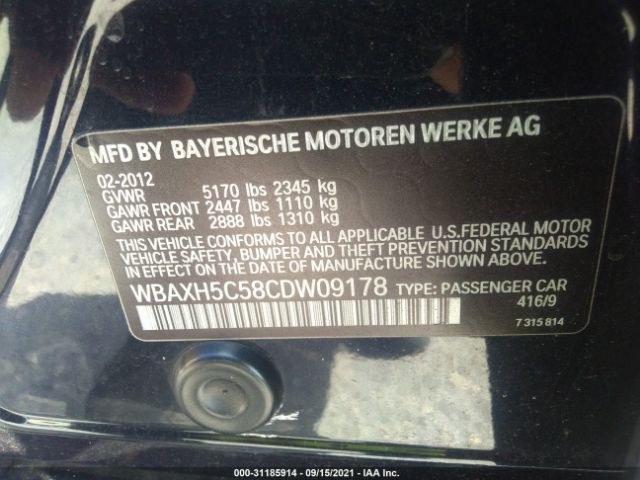 MFD BY BAYERISCHE MOTOREN WERKE AG
02-2012
GVWR 5170 lbs 2345 kg
GAWR FRONT 2447 lbs 1110 kg
GAWR REAR 2888 lbs 1310 kg
THIS VEHICLE CONFORMS TO ALL APPLICABLE U.S.FEDERAL MOTOR
VEHICLE SAFETY, BUMPER AND THEFT PREVENTION STANDARDS
IN EFFECT ON THE DATE OF MANUFACTURE SHOWN ABOVE.
WBAXH5C58CDW09178 TYPE: PASSENGER CAR
416/9
7 315 814
000-31185914 - 09/15/2021 - IAA Inc.